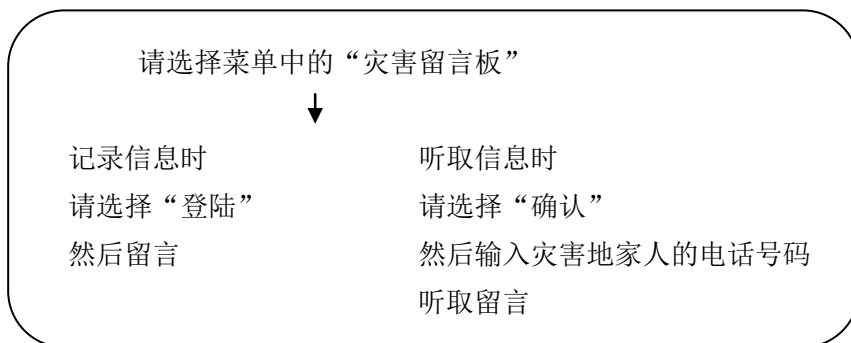 请选择菜单中的“灾害留言板”
记录信息时
请选择“登陆”
然后留言
听取信息时
请选择“确认”
然后输入灾害地家人的电话号码
听取留言